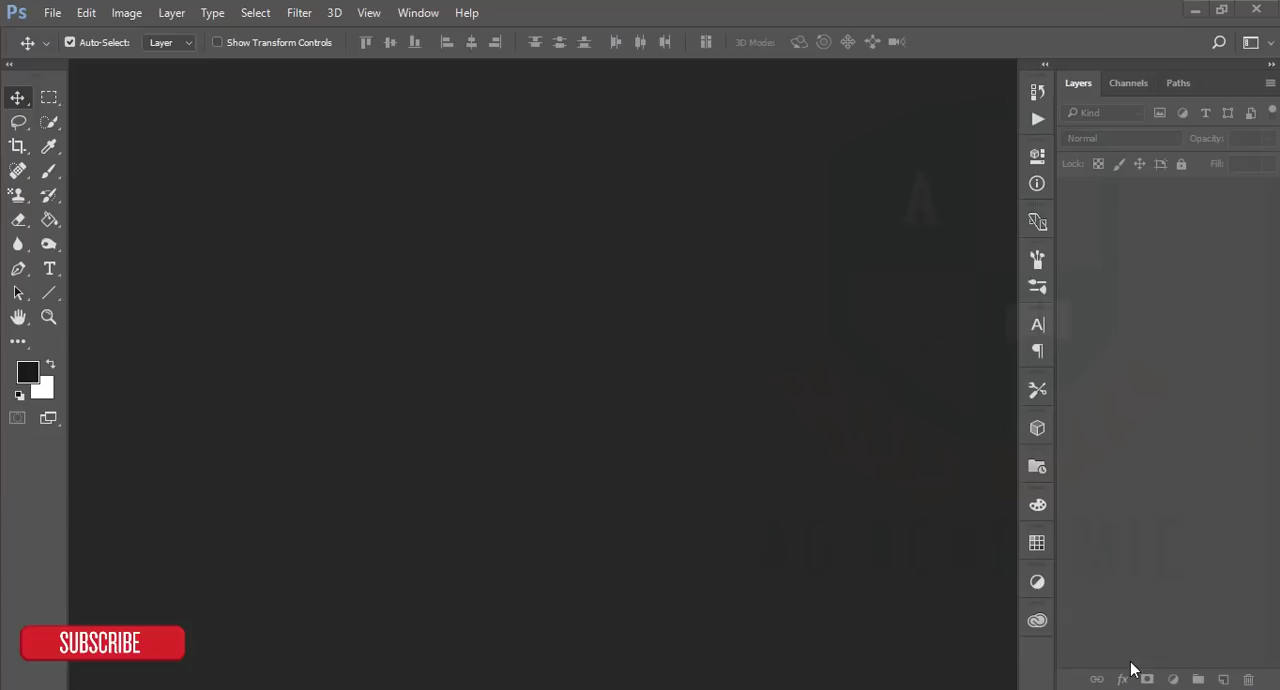 Ps File Edit Image Layer Type Select Filter 3D View Window Help
Auto-Select: Layer Show Transform Controls 3D Mode:
Layers Channels Paths
Kind
Normal Opacity:
Lock: Fill:
SUBSCRIBE